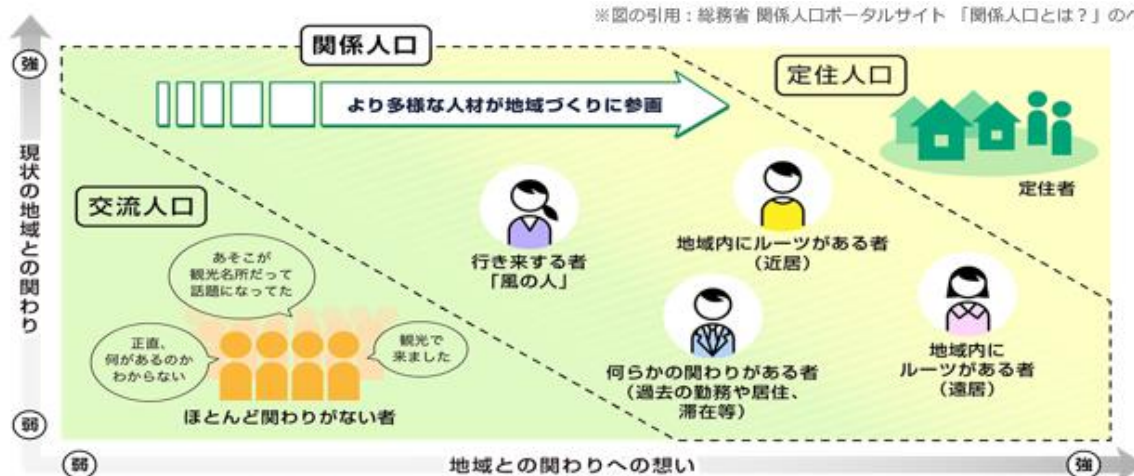 ※図の引用：総務省 関係人口ポータルサイト 「関係人口とは？」の
関係人口
強
より多様な人材が地域づくりに参画
定住人口
定住者
現状の地域との関わり
交流人口
あそこが
観光名所だって
話題になってた
正直、
何があるのか
わからない
観光で
来ました
ほとんど関わりがない者
行き来する者
「風の人」
地域内にルーツがある者
（近居）
何らかの関わりがある者
（過去の勤務や居住、
滞在等）
地域内に
ルーツがある者
（遠居）
弱
弱
地域との関わりへの想い
強